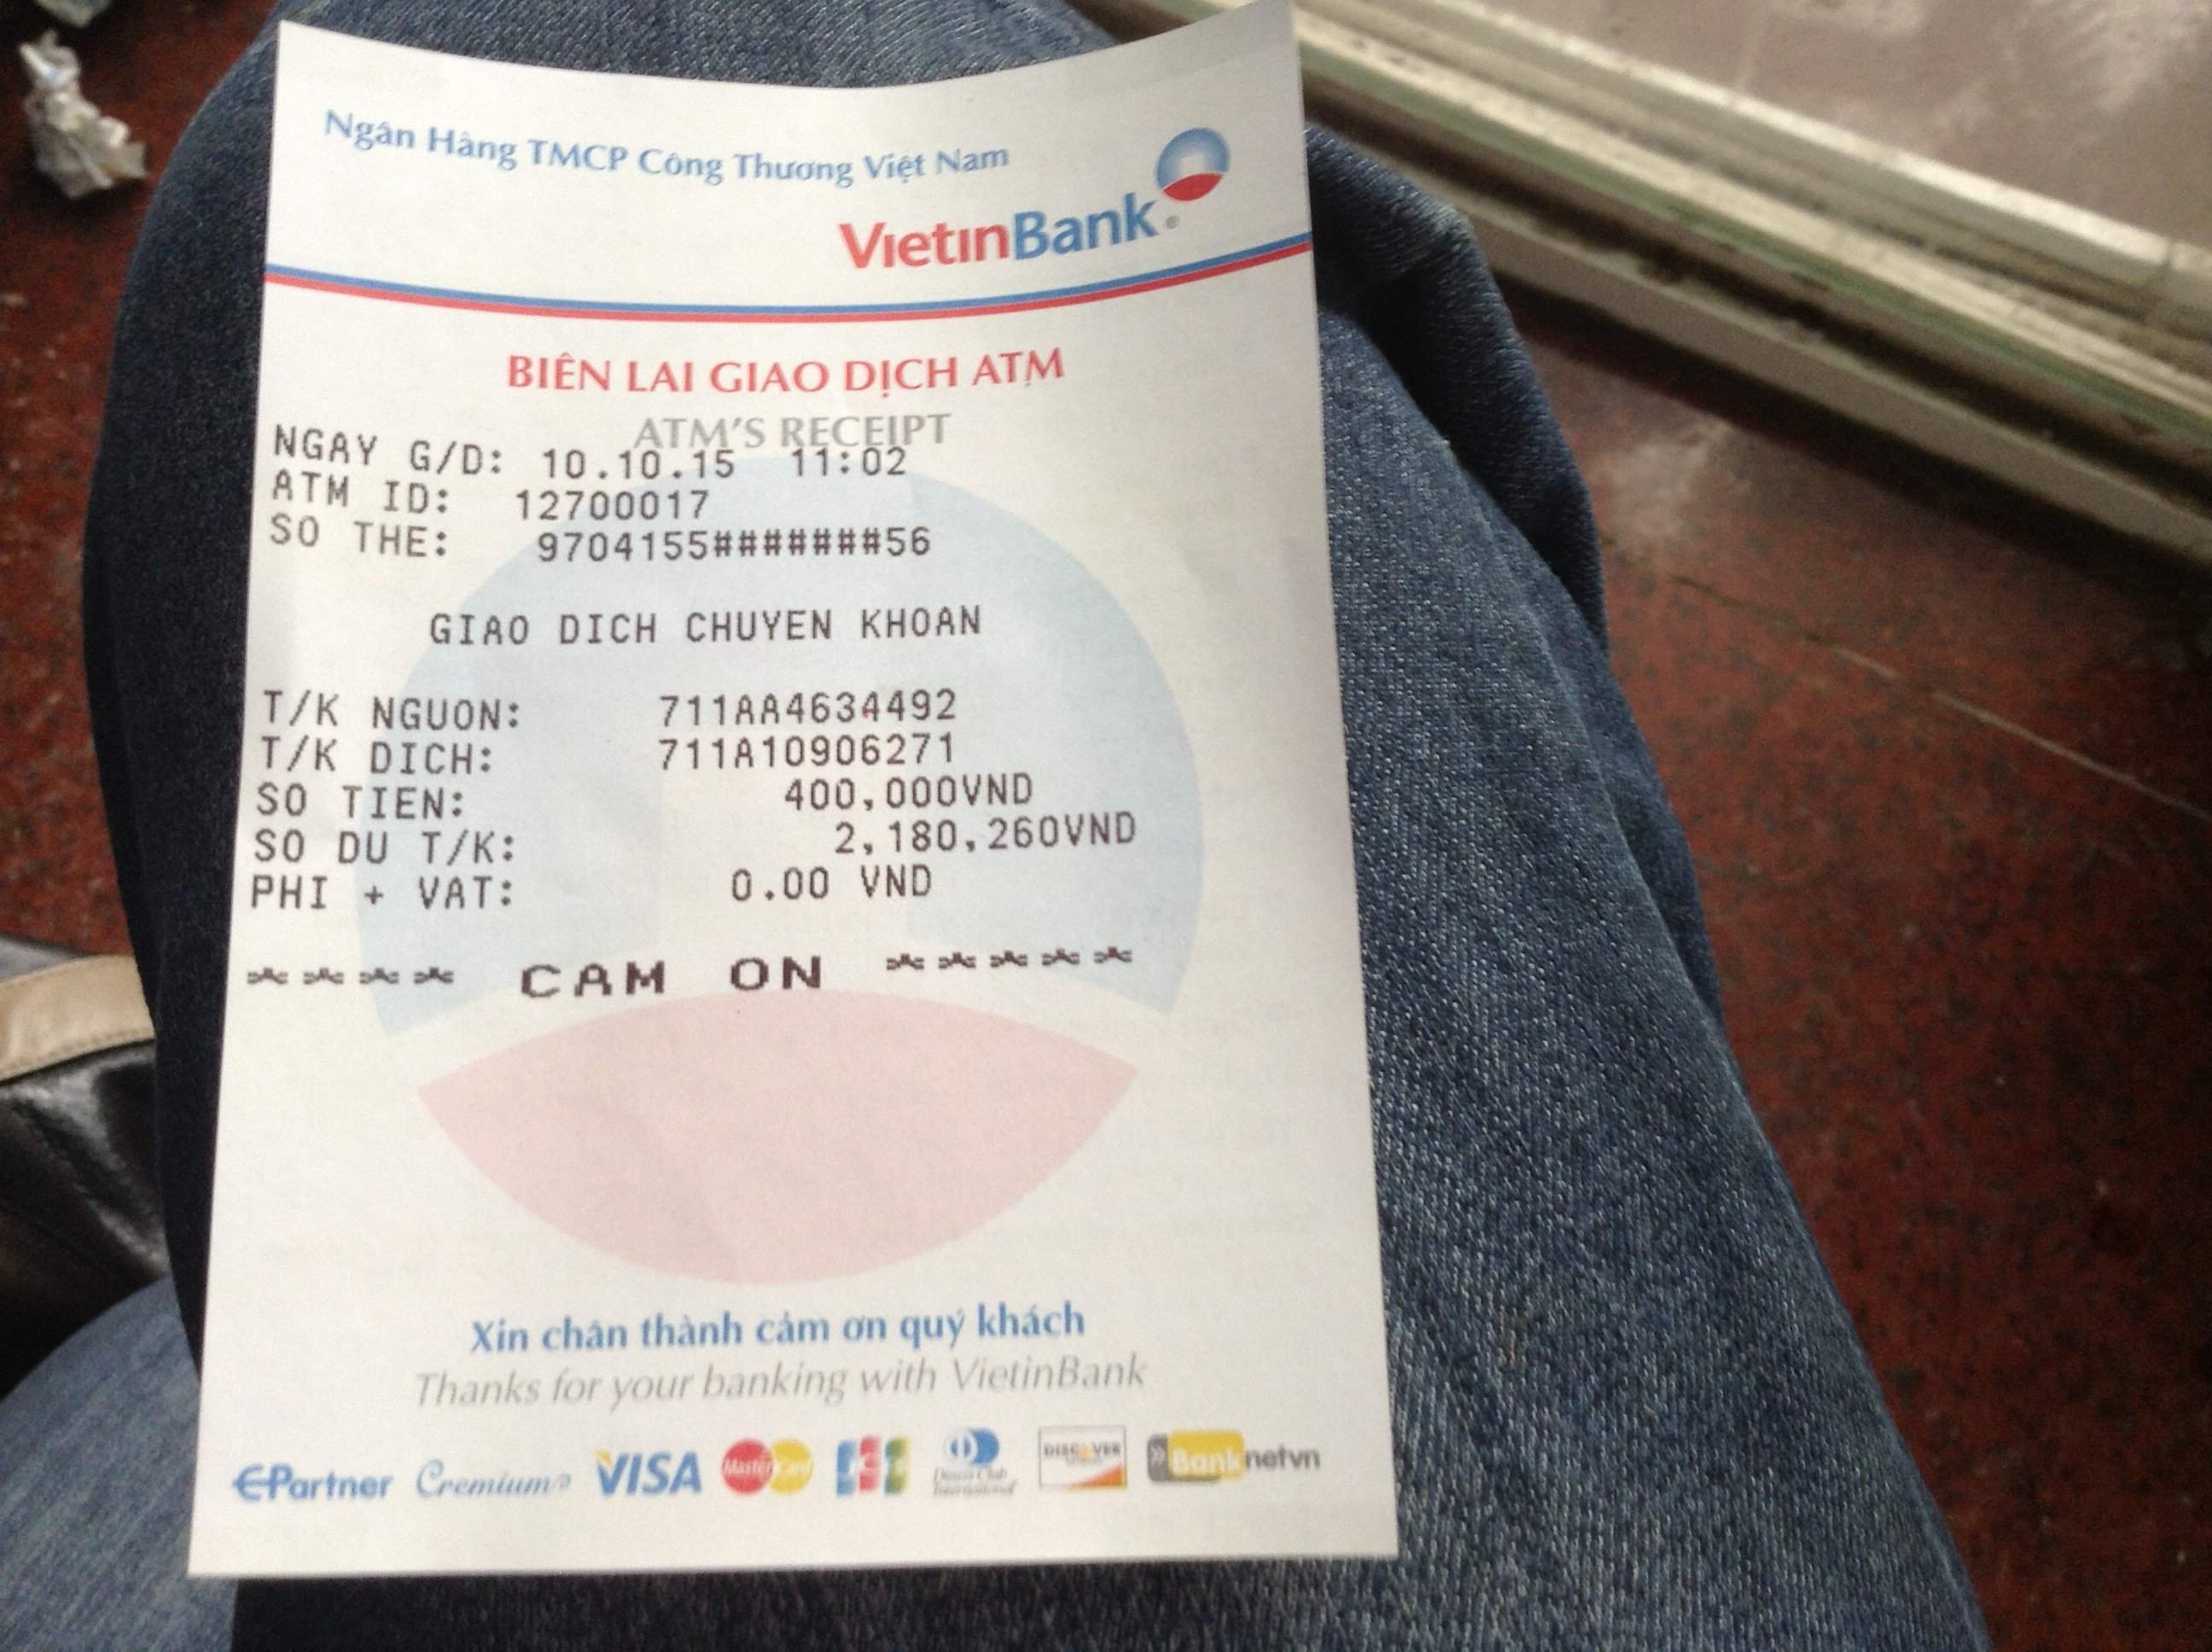 Ngân Hàng TMCP Công Thương Việt Nam
VietinBank
BIÊN LAI GIAO DỊCH ATM
ATM'S RECEIPT
NGAY G/D: 10.10.15 11:02
ATM ID: 12700017
SO THE: 9704155#######56
GIAO DICH CHUYEN KHOAN
T/K NGUON: 711AA4634492
T/K DICH: 711A10906271
SO TIEN: 400,000VND
SO DU T/K: 2,180,260VND
PHI + VAT: 0.00 VND
**** CAM ON *****
Xin chân thành cảm ơn quý khách
Thanks for your banking with VietinBank
EPartner Cremium VISA MasterCard JCB Diners Club International DISCOVER Banknetvn